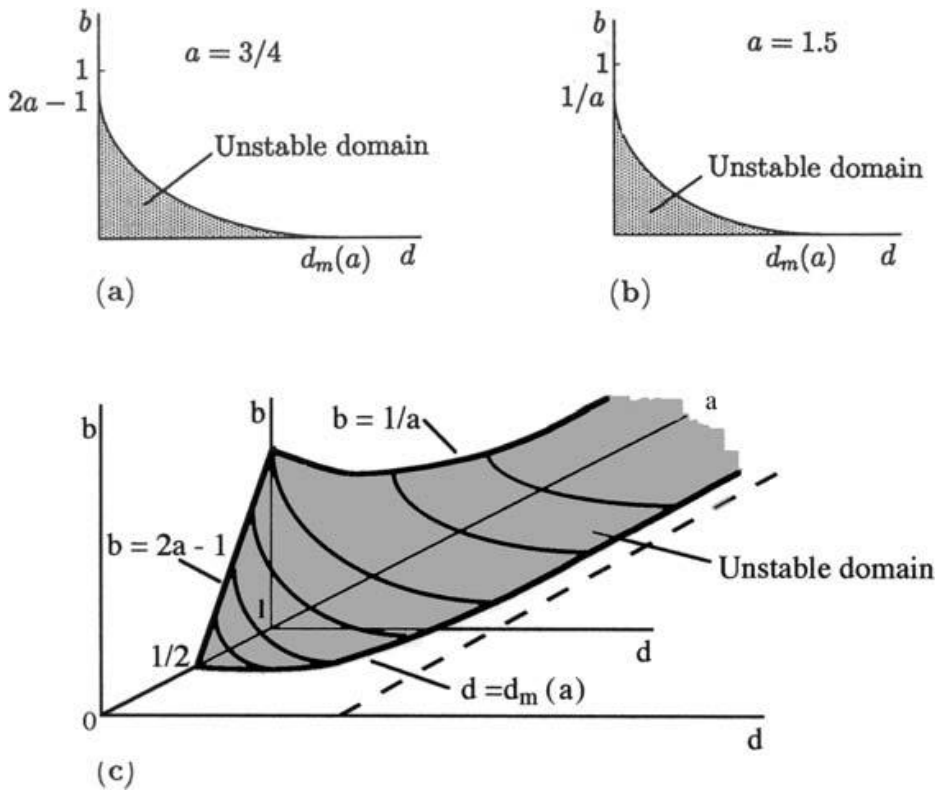 b
a = 3/4
1
2a − 1
Unstable domain
d_m(a) d
(a)
b
a = 1.5
1
1/a
Unstable domain
d_m(a) d
(b)
b
b
b = 1/a
a
b = 2a - 1
Unstable domain
1
1/2
d
d =d_m (a)
0
d
(c)